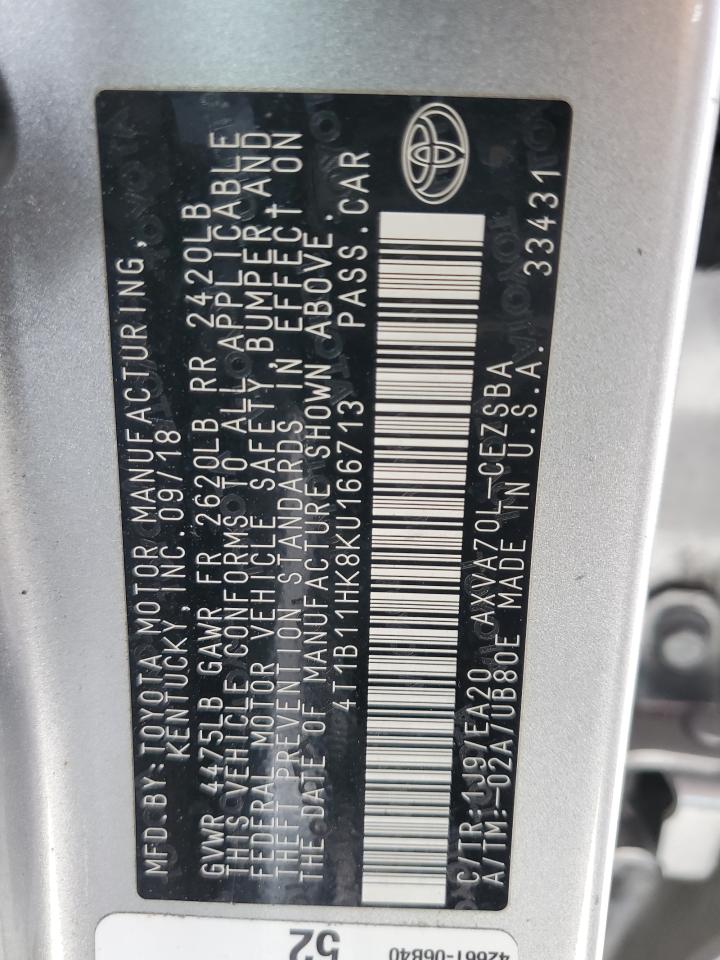 MFD.BY:TOYOTA MOTOR MANUFACTURING,
KENTUCKY, INC. 09/18
GVWR 4475LB GAWR FR 2620LB RR 2420LB
THIS VEHICLE CONFORMS TO ALL APPLICABLE
FEDERAL MOTOR VEHICLE SAFETY, BUMPER AND
THEFT PREVENTION STANDARDS IN EFFECT ON
THE DATE OF MANUFACTURE SHOWN ABOVE.
4T1B11HK8KU166713 PASS.CAR
C/TR:1J9/EA20 AXVA70L-CEZSBA
A/TM:-02A/UB80E MADE IN U.S.A. 33431
52
42661-06B40